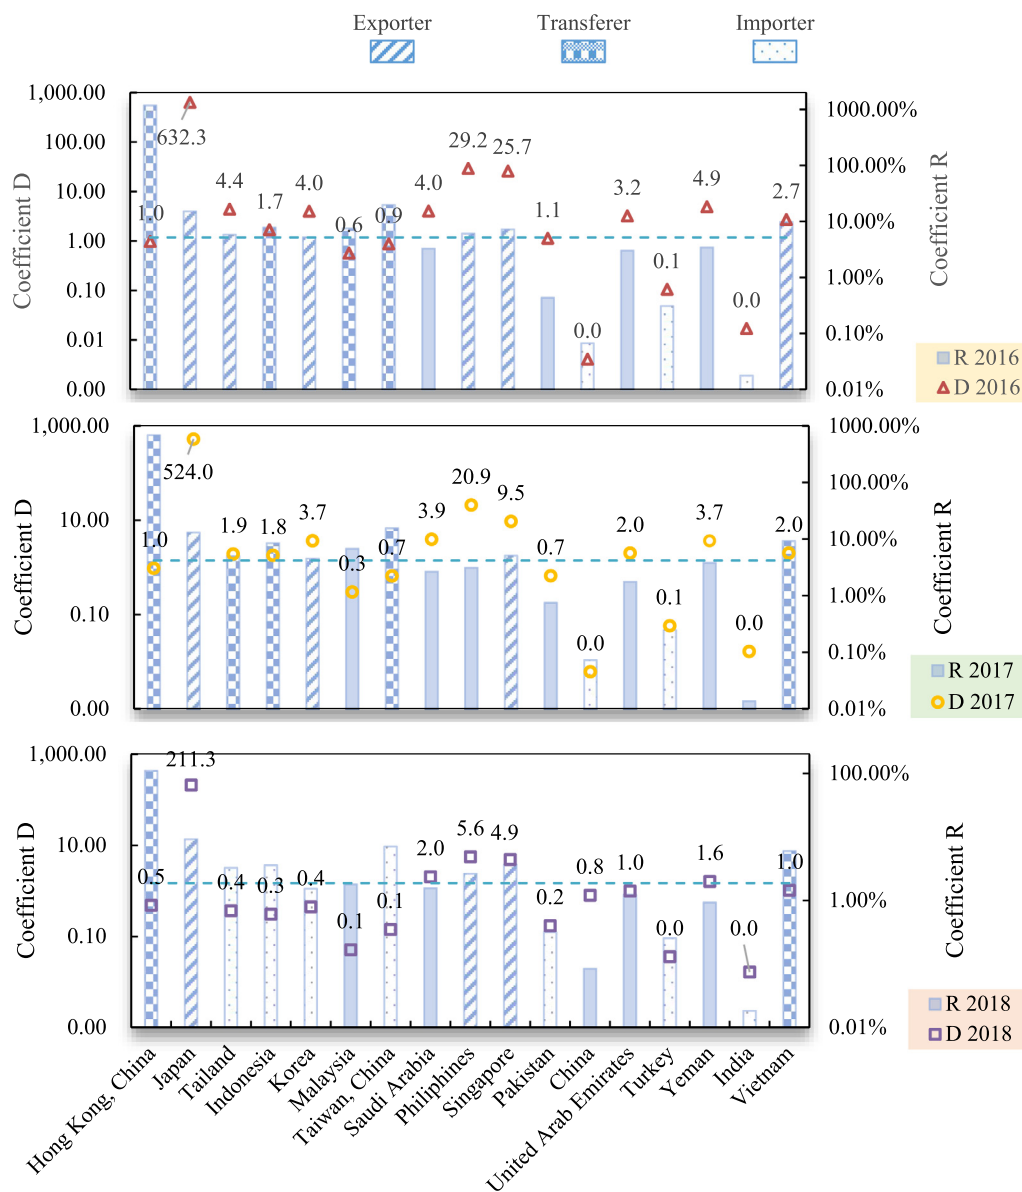 Exporter Transferer Importer
1,000.00
100.00
10.00
1.00
0.10
0.01
0.00
Coefficient D
1.0
632.3
4.4
1.7
4.0
0.6
0.9
4.0
29.2
25.7
1.1
0.0
3.2
0.1
4.9
0.0
2.7
1000.00%
100.00%
10.00%
1.00%
0.10%
0.01%
Coefficient R
R 2016
D 2016
1,000.00
10.00
0.10
0.00
Coefficient D
1.0
524.0
1.9
1.8
3.7
0.3
0.7
3.9
20.9
9.5
0.7
0.0
2.0
0.1
3.7
0.0
2.0
1000.00%
100.00%
10.00%
1.00%
0.10%
0.01%
Coefficient R
R 2017
D 2017
1,000.00
10.00
0.10
0.00
Coefficient D
0.5
211.3
0.4
0.3
0.4
0.1
0.1
2.0
5.6
4.9
0.2
0.8
1.0
0.0
1.6
0.0
1.0
100.00%
1.00%
0.01%
Coefficient R
R 2018
D 2018
Hong Kong, China
Japan
Tailand
Indonesia
Korea
Malaysia
Taiwan, China
Saudi Arabia
Philiphines
Singapore
Pakistan
China
United Arab Emirates
Turkey
Yeman
India
Vietnam